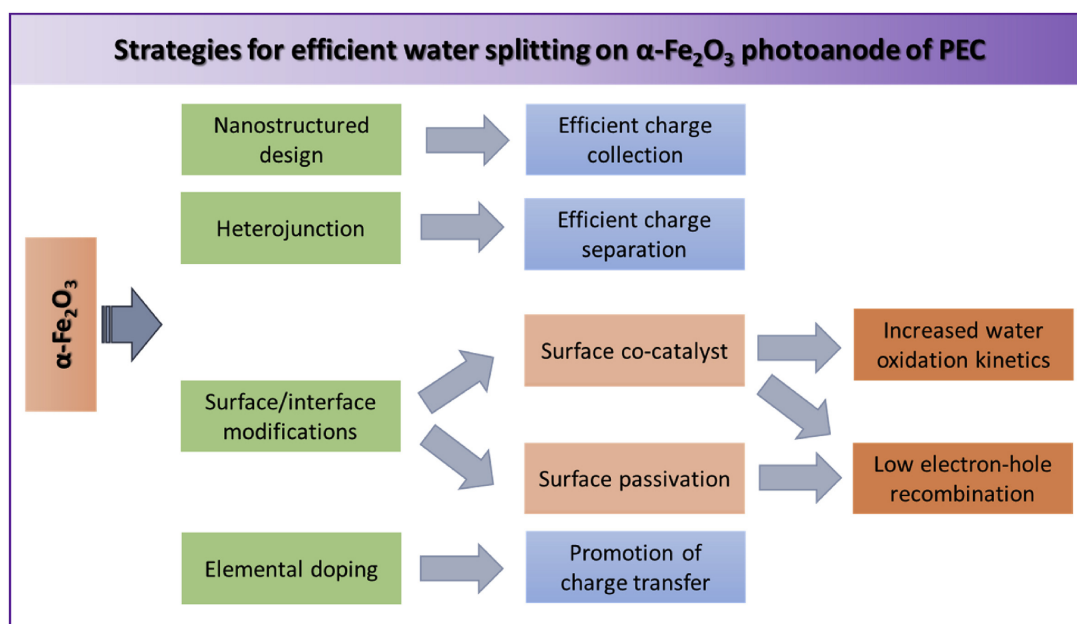 Strategies for efficient water splitting on α-Fe₂O₃ photoanode of PEC
α-Fe₂O₃
Nanostructured
design
Efficient charge
collection
Heterojunction
Efficient charge
separation
Surface/interface
modifications
Surface co-catalyst
Increased water
oxidation kinetics
Surface passivation
Low electron-hole
recombination
Elemental doping
Promotion of
charge transfer